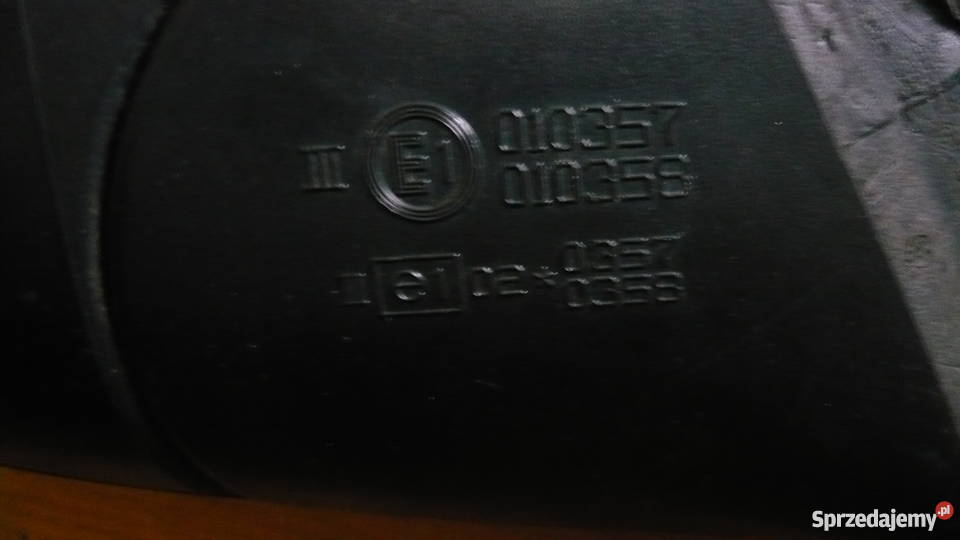 III E1 010357
010358
II e1 02*0357
0358
Sprzedajemy.pl